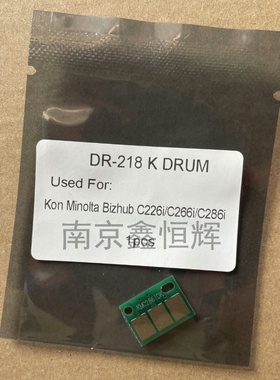 DR-218 K DRUM
Used For:
Kon Minolta Bizhub C226i/C266i/C286i
南京鑫恒辉
1pcs